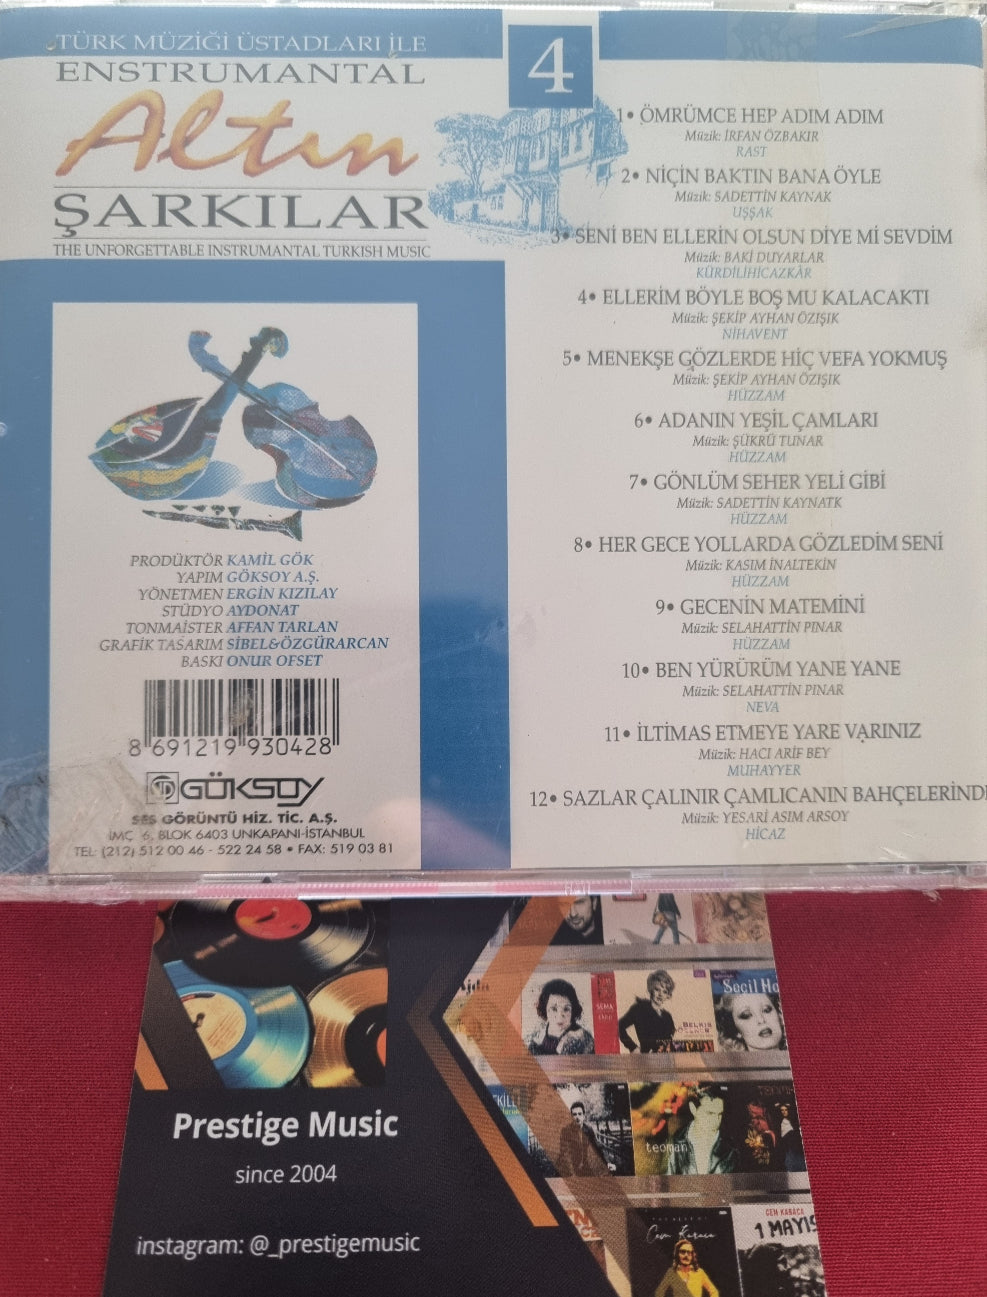 TÜRK MÜZİĞİ ÜSTADLARI İLE
ENSTRUMANTAL
Altın
ŞARKILAR
THE UNFORGETTABLE INSTRUMANTAL TURKISH MUSIC
4
1• ÖMRÜMCE HEP ADIM ADIM
Müzik: İRFAN ÖZBAKIR
RAST
2• NİÇİN BAKTIN BANA ÖYLE
Müzik: SADETTİN KAYNAK
UŞŞAK
3• SENİ BEN ELLERİN OLSUN DİYE Mİ SEVDİM
Müzik: BAKİ DUYARLAR
KÜRDİLİHİCAZKÂR
4• ELLERİM BÖYLE BOŞ MU KALACAKTI
Müzik: ŞEKİP AYHAN ÖZIŞIK
NİHAVENT
5• MENEKŞE GÖZLERDE HİÇ VEFA YOKMUŞ
Müzik: ŞEKİP AYHAN ÖZIŞIK
HÜZZAM
6• ADANIN YEŞİL ÇAMLARI
Müzik: ŞÜKRÜ TUNAR
HÜZZAM
7• GÖNLÜM SEHER YELİ GİBİ
Müzik: SADETTİN KAYNATK
HÜZZAM
8• HER GECE YOLLARDA GÖZLEDİM SENİ
Müzik: KASIM İNALTEKİN
HÜZZAM
9• GECENİN MATEMİNİ
Müzik: SELAHATTİN PINAR
HÜZZAM
10• BEN YÜRÜRÜM YANE YANE
Müzik: SELAHATTİN PINAR
NEVA
11• İLTİMAS ETMEYE YARE VARINIZ
Müzik: HACI ARİF BEY
MUHAYYER
12• SAZLAR ÇALINIR ÇAMLICANIN BAHÇELERİNDE
Müzik: YESARİ ASIM ARSOY
HİCAZ
PRODÜKTÖR KAMİL GÖK
YAPIM GÖKSOY A.Ş.
YÖNETMEN ERGİN KIZILAY
STÜDYO AYDONAT
TONMAİSTER AFFAN TARLAN
GRAFİK TASARIM SİBEL&ÖZGÜRARCAN
BASKI ONUR OFSET
8 691219 930428
GÖKSOY
SES GÖRÜNTÜ HİZ. TİC. A.Ş.
İMÇ 6, BLOK 6403 UNKAPANI-İSTANBUL
TEL: (212) 512 00 46 - 522 24 58 • FAX: 519 03 81
Prestige Music
since 2004
instagram: @_prestigemusic
SEMA
BELKIS
Seçil He
teoman
Cem Karaca
CEM KARACA
1 MAYIS